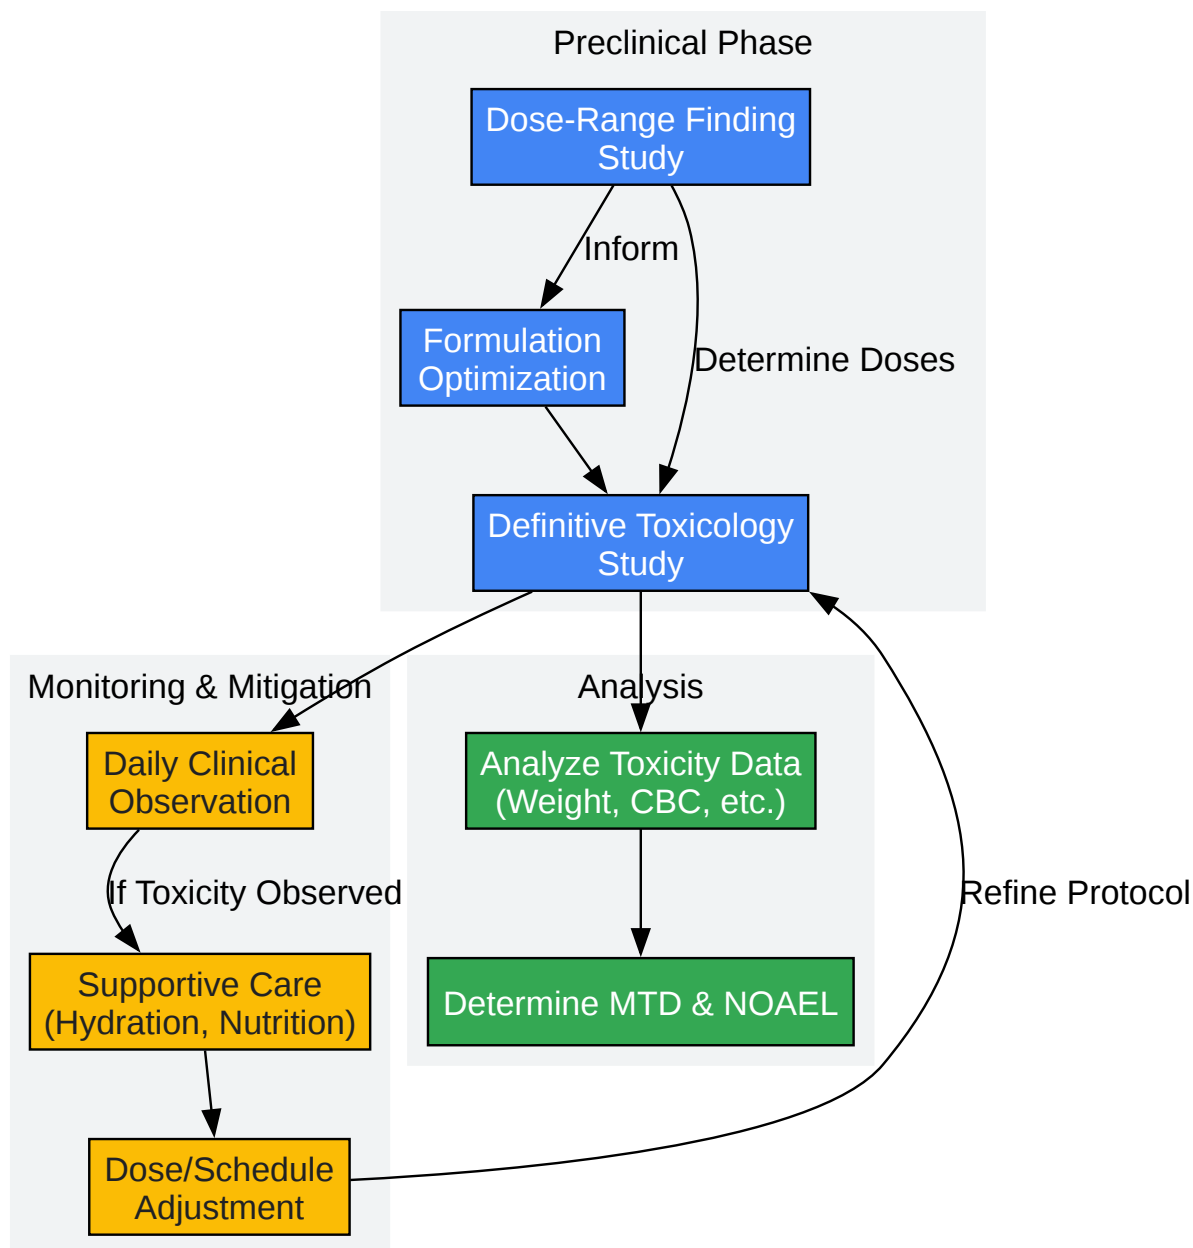 Preclinical Phase
Dose-Range Finding
Study
Inform
Formulation
Optimization
Determine Doses
Definitive Toxicology
Study
Monitoring & Mitigation
Daily Clinical
Observation
If Toxicity Observed
Supportive Care
(Hydration, Nutrition)
Dose/Schedule
Adjustment
Analysis
Analyze Toxicity Data
(Weight, CBC, etc.)
Determine MTD & NOAEL
Refine Protocol